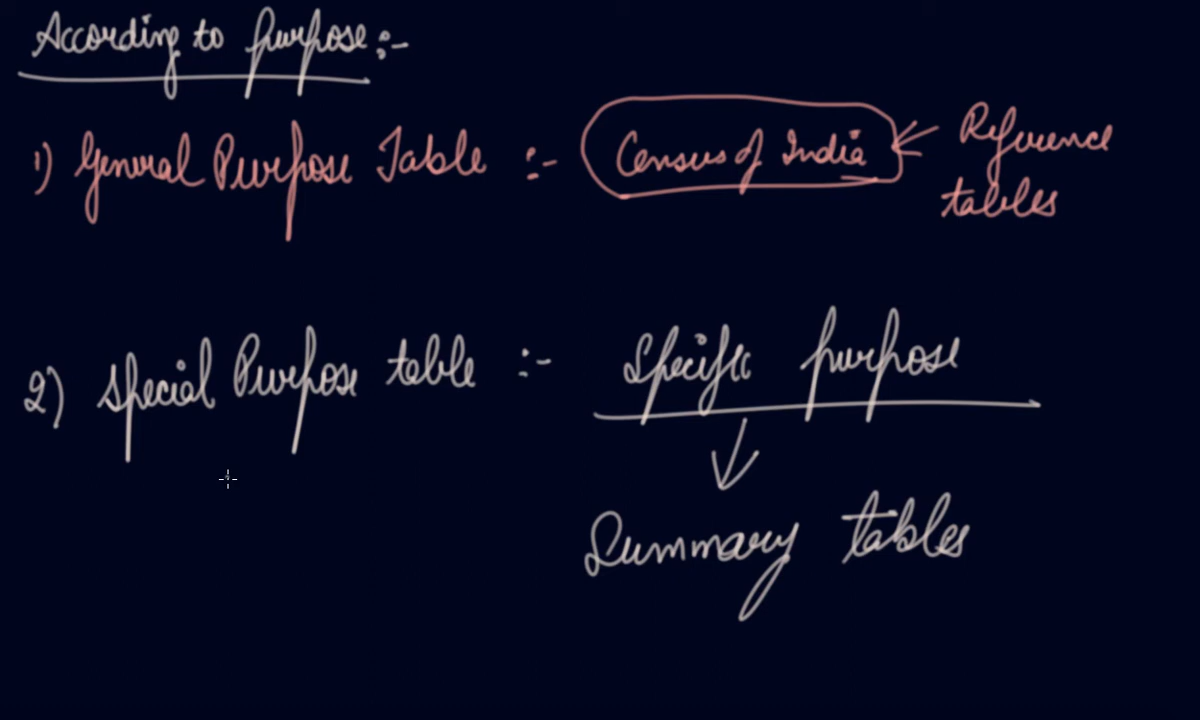 According to purpose:-
1) General Purpose Table :- Census of India ← Reference tables
2) Special Purpose table :- Specific purpose
↓
Summary tables